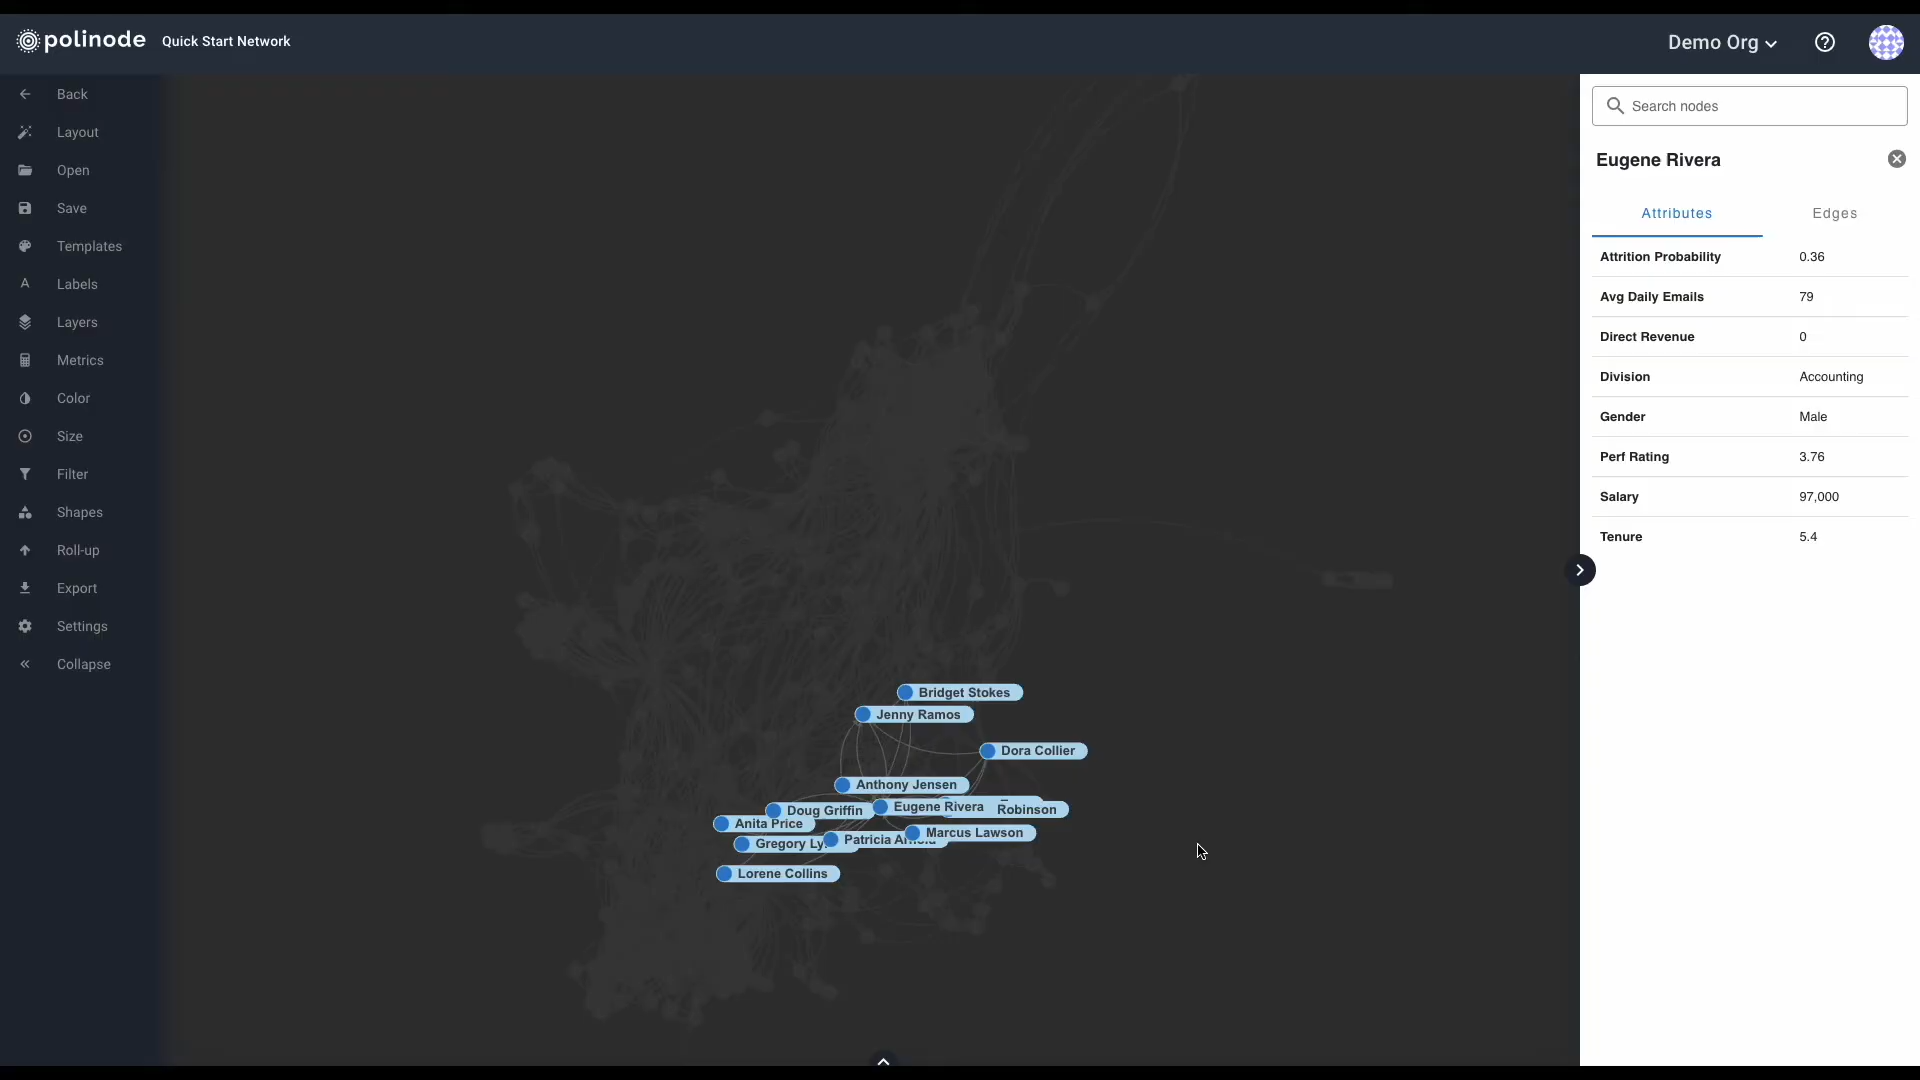 polinode Quick Start Network Demo Org
Back
Layout
Open
Save
Templates
Labels
Layers
Metrics
Color
Size
Filter
Shapes
Roll-up
Export
Settings
Collapse
Bridget Stokes
Jenny Ramos
Dora Collier
Anthony Jensen
Eugene Rivera
Robinson
Doug Griffin
Anita Price
Marcus Lawson
Patricia
Gregory
Lorene Collins
Search nodes
Eugene Rivera
Attributes Edges
Attrition Probability 0.36
Avg Daily Emails 79
Direct Revenue 0
Division Accounting
Gender Male
Perf Rating 3.76
Salary 97,000
Tenure 5.4